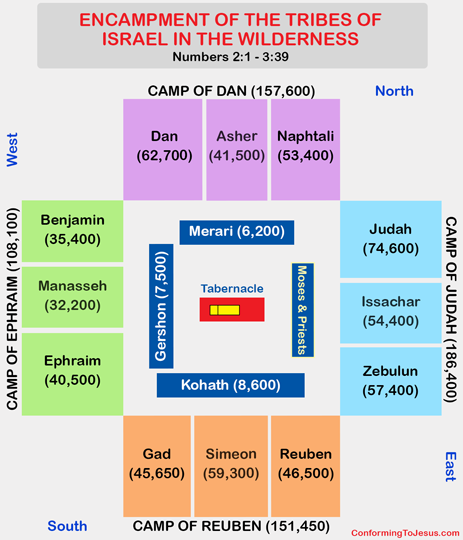 ENCAMPMENT OF THE TRIBES OF
ISRAEL IN THE WILDERNESS
Numbers 2:1 - 3:39
CAMP OF DAN (157,600)
North
West
Dan
(62,700)
Asher
(41,500)
Naphtali
(53,400)
CAMP OF EPHRAIM (108,100)
Benjamin
(35,400)
Manasseh
(32,200)
Ephraim
(40,500)
Merari (6,200)
Gershon (7,500)
Tabernacle
Moses & Priests
Kohath (8,600)
Judah
(74,600)
Issachar
(54,400)
Zebulun
(57,400)
CAMP OF JUDAH (186,400)
Gad
(45,650)
Simeon
(59,300)
Reuben
(46,500)
East
South
CAMP OF REUBEN (151,450)
ConformingToJesus.com